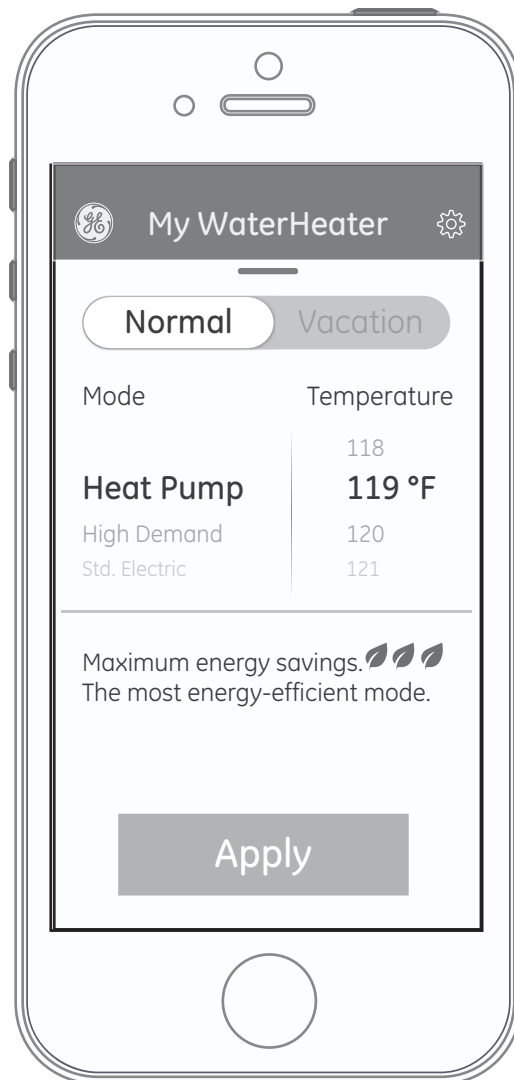 My WaterHeater
Normal Vacation
Mode Temperature
118
Heat Pump 119 °F
High Demand 120
Std. Electric 121
Maximum energy savings.
The most energy-efficient mode.
Apply